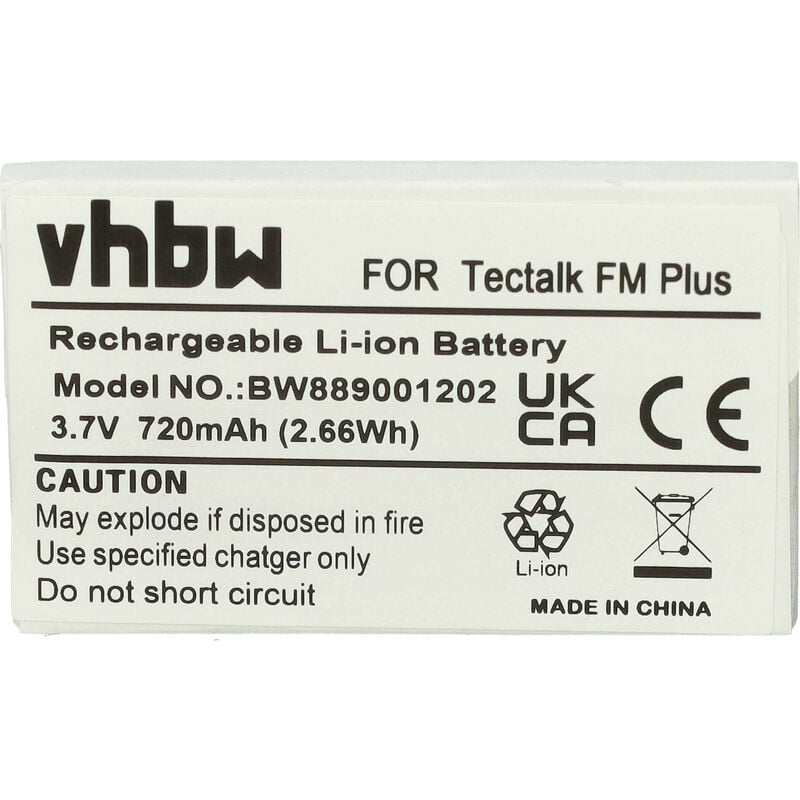 vhbw FOR Tectalk FM Plus
Rechargeable Li-ion Battery
Model NO.:BW889001202
3.7V 720mAh (2.66Wh)
UK
CA
CE
CAUTION
May explode if disposed in fire
Use specified chatger only
Do not short circuit
Li-ion
MADE IN CHINA